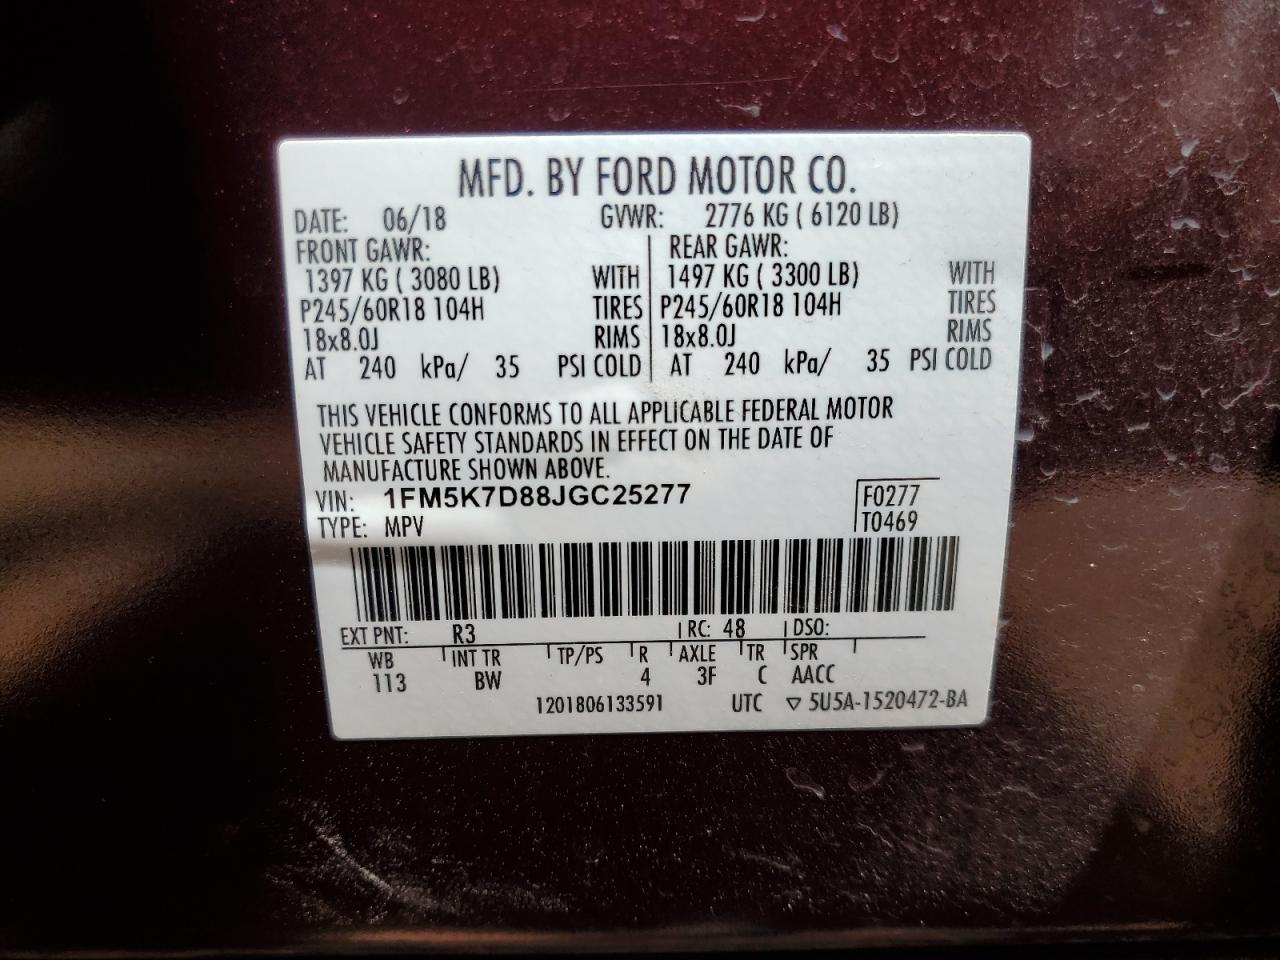 MFD. BY FORD MOTOR CO.
DATE: 06/18 GVWR: 2776 KG ( 6120 LB)
FRONT GAWR: REAR GAWR:
1397 KG ( 3080 LB) WITH 1497 KG ( 3300 LB) WITH
P245/60R18 104H TIRES P245/60R18 104H TIRES
18x8.0J RIMS 18x8.0J RIMS
AT 240 kPa/ 35 PSI COLD AT 240 kPa/ 35 PSI COLD
THIS VEHICLE CONFORMS TO ALL APPLICABLE FEDERAL MOTOR
VEHICLE SAFETY STANDARDS IN EFFECT ON THE DATE OF
MANUFACTURE SHOWN ABOVE.
VIN: 1FM5K7D88JGC25277 F0277
TYPE: MPV T0469
EXT PNT: R3 RC: 48 DSO:
WB INT TR TP/PS R AXLE TR SPR
113 BW 4 3F C AACC
1201806133591 UTC ▽ 5U5A-1520472-BA